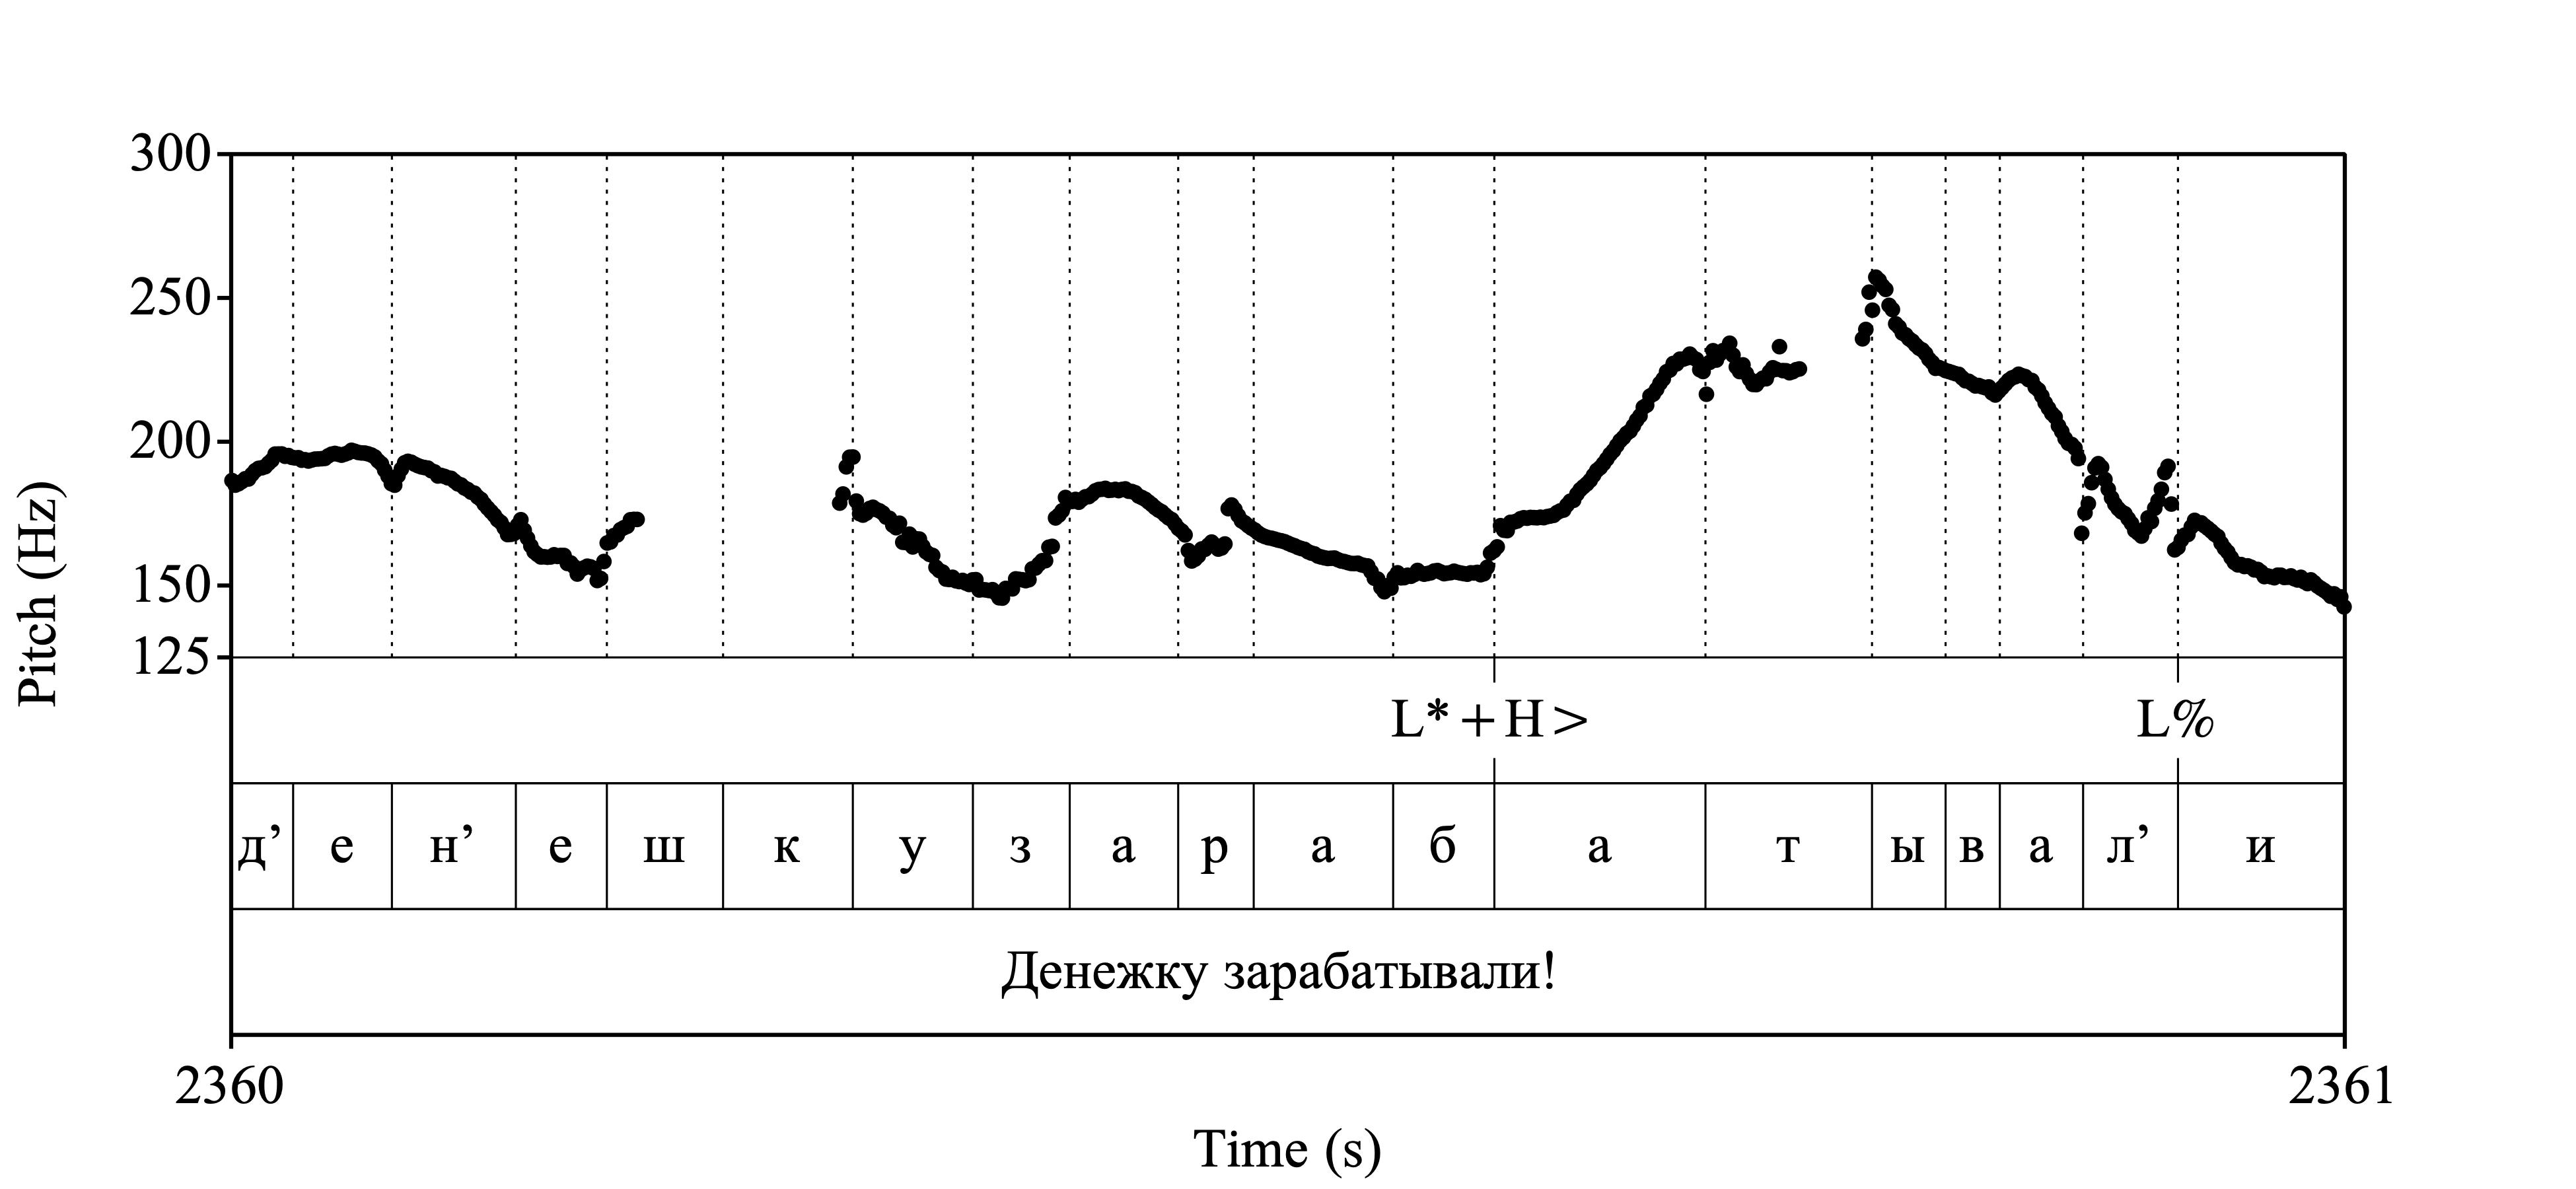 300
250
200
150
125
Pitch (Hz)
L*+H> L%
д’ е н’ е ш к у з а р а б а т ы в а л’ и
Денежку зарабатывали!
2360 2361
Time (s)